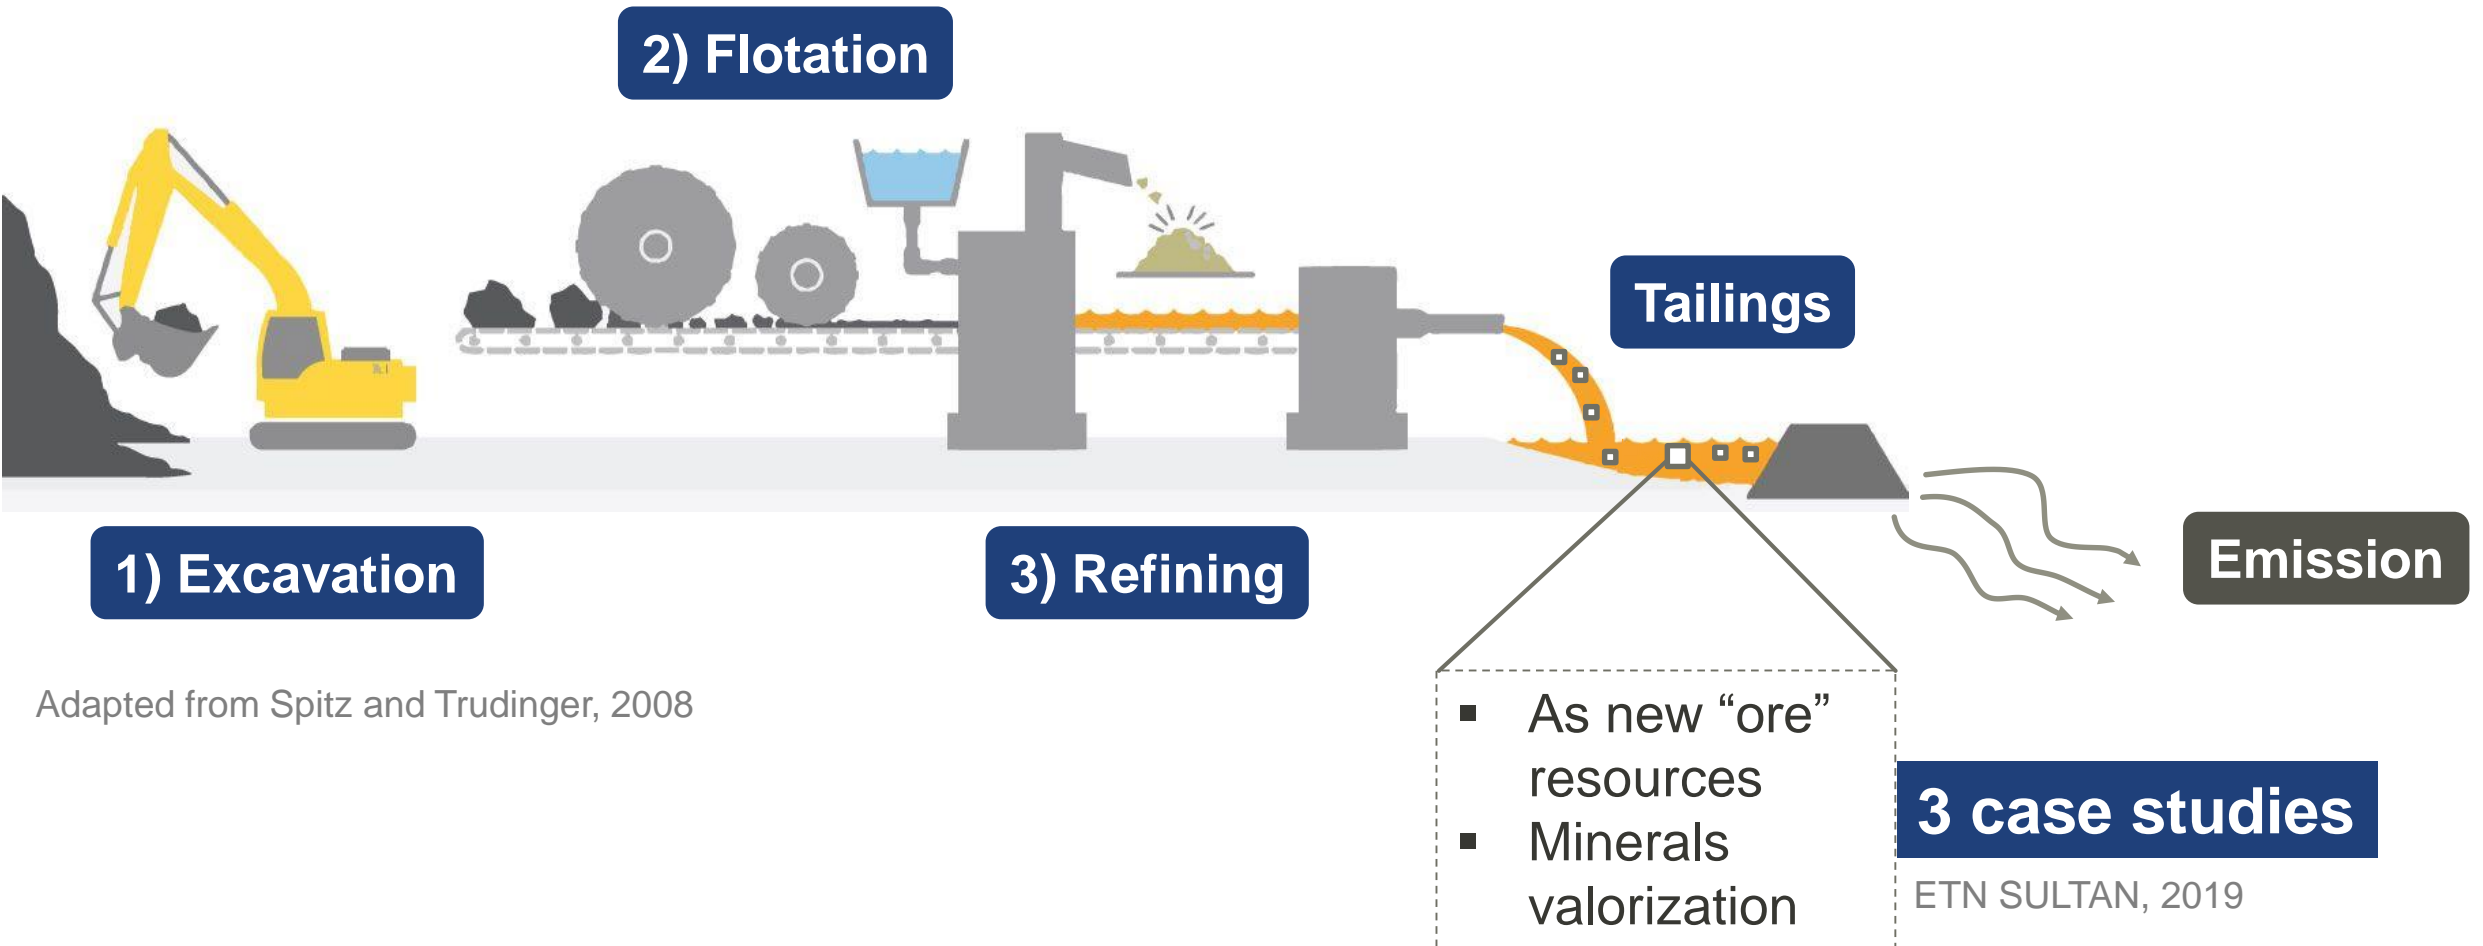 2) Flotation
Tailings
1) Excavation
3) Refining
Emission
Adapted from Spitz and Trudinger, 2008
▪ As new “ore”
resources
▪ Minerals
valorization
3 case studies
ETN SULTAN, 2019